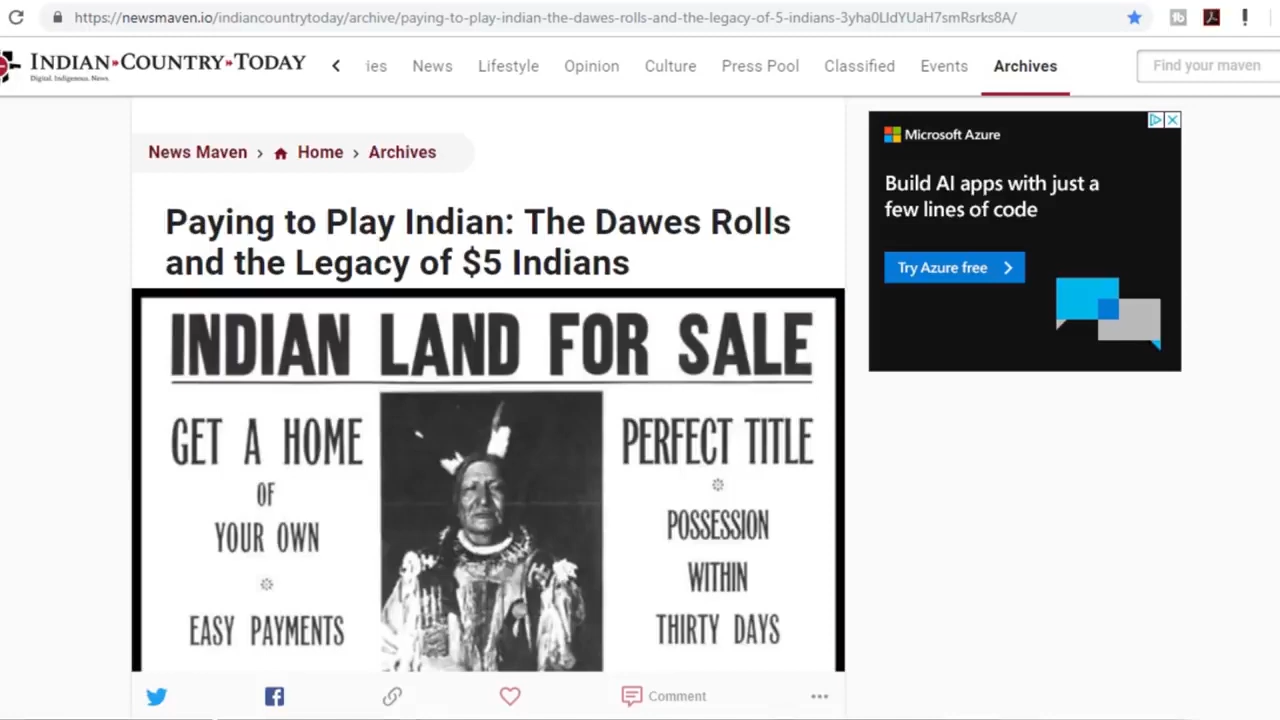 https://newsmaven.io/indiancountrytoday/archive/paying-to-play-indian-the-dawes-rolls-and-the-legacy-of-5-indians-3yha0LldYUaH7smRsrks8A/
INDIAN COUNTRY TODAY
Digital. Indigenous. News.
ies News Lifestyle Opinion Culture Press Pool Classified Events Archives
Find your maven
News Maven > Home > Archives
Microsoft Azure
Build AI apps with just a
few lines of code
Try Azure free
Paying to Play Indian: The Dawes Rolls
and the Legacy of $5 Indians
INDIAN LAND FOR SALE
GET A HOME
OF
YOUR OWN
EASY PAYMENTS
PERFECT TITLE
POSSESSION
WITHIN
THIRTY DAYS
Comment